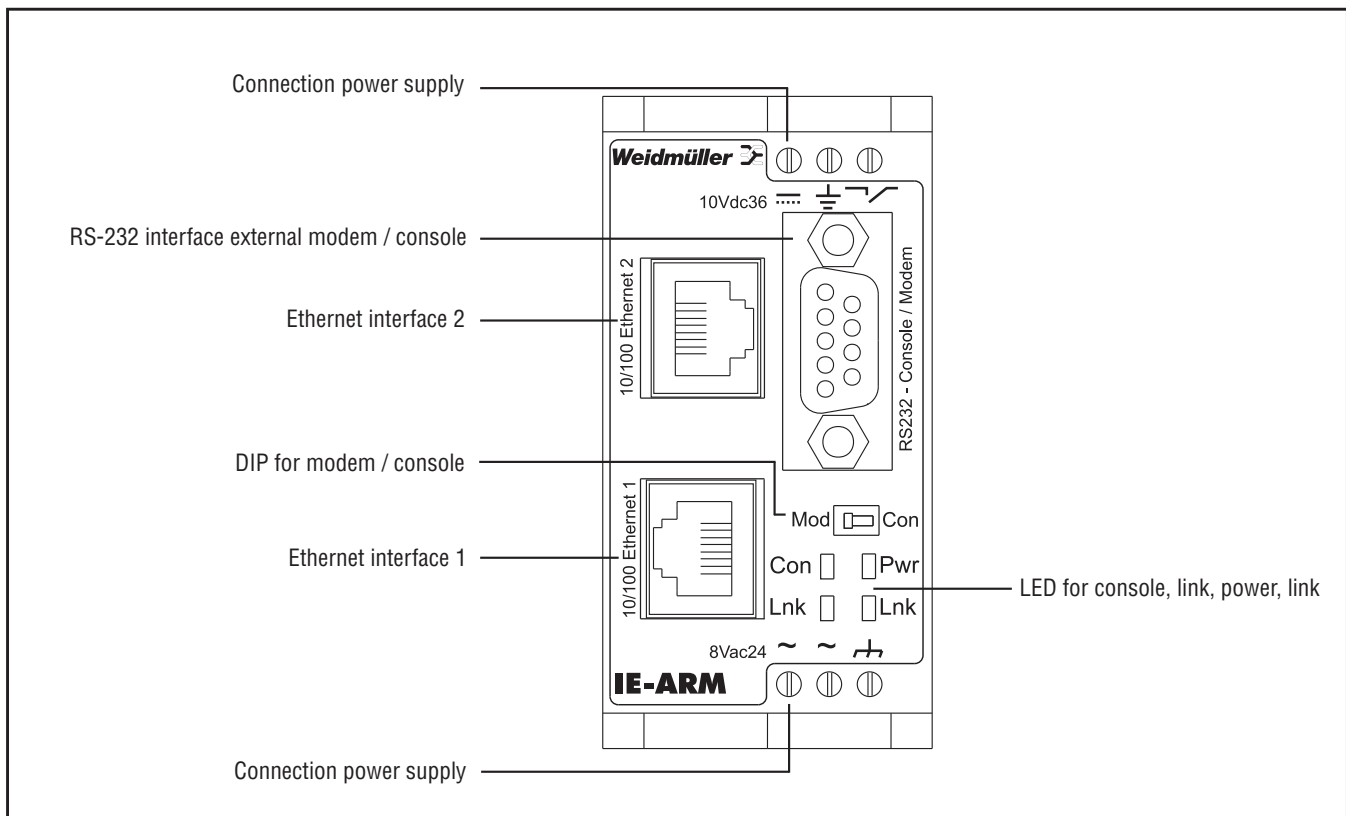 Connection power supply
Weidmüller
10Vdc36
RS-232 interface external modem / console
10/100 Ethernet 2
RS232 - Console / Modem
Ethernet interface 2
DIP for modem / console
10/100 Ethernet 1
Mod Con
Ethernet interface 1
Con Pwr
LED for console, link, power, link
Lnk Lnk
8Vac24 ~ ~
IE-ARM
Connection power supply